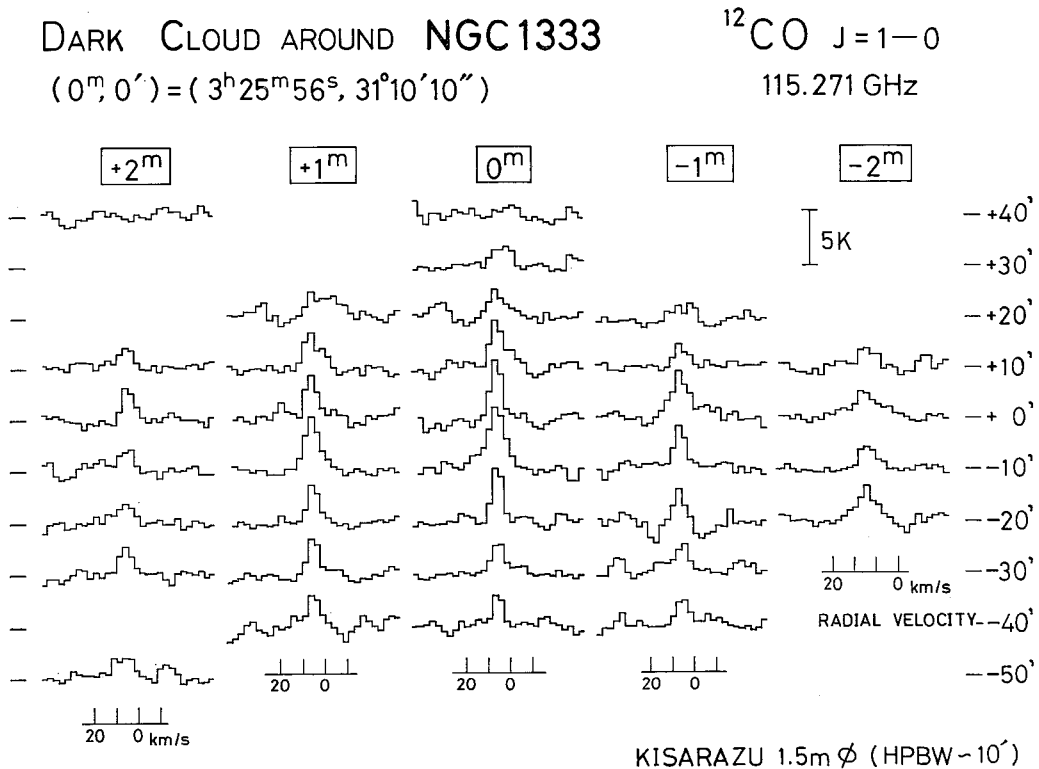 DARK CLOUD AROUND NGC1333
¹²CO J=1—0
(0ᵐ, 0′) = (3ʰ25ᵐ56ˢ, 31°10′10″)
115.271 GHz
+2ᵐ +1ᵐ 0ᵐ −1ᵐ −2ᵐ
— — +40'
5K
— — +30'
— — +20'
— — +10'
— — + 0'
— — −10'
— — −20'
— — −30'
20 0 km/s
— RADIAL VELOCITY — −40'
— — −50'
20 0
20 0
20 0
20 0 km/s
KISARAZU 1.5m ϕ (HPBW ~ 10′)